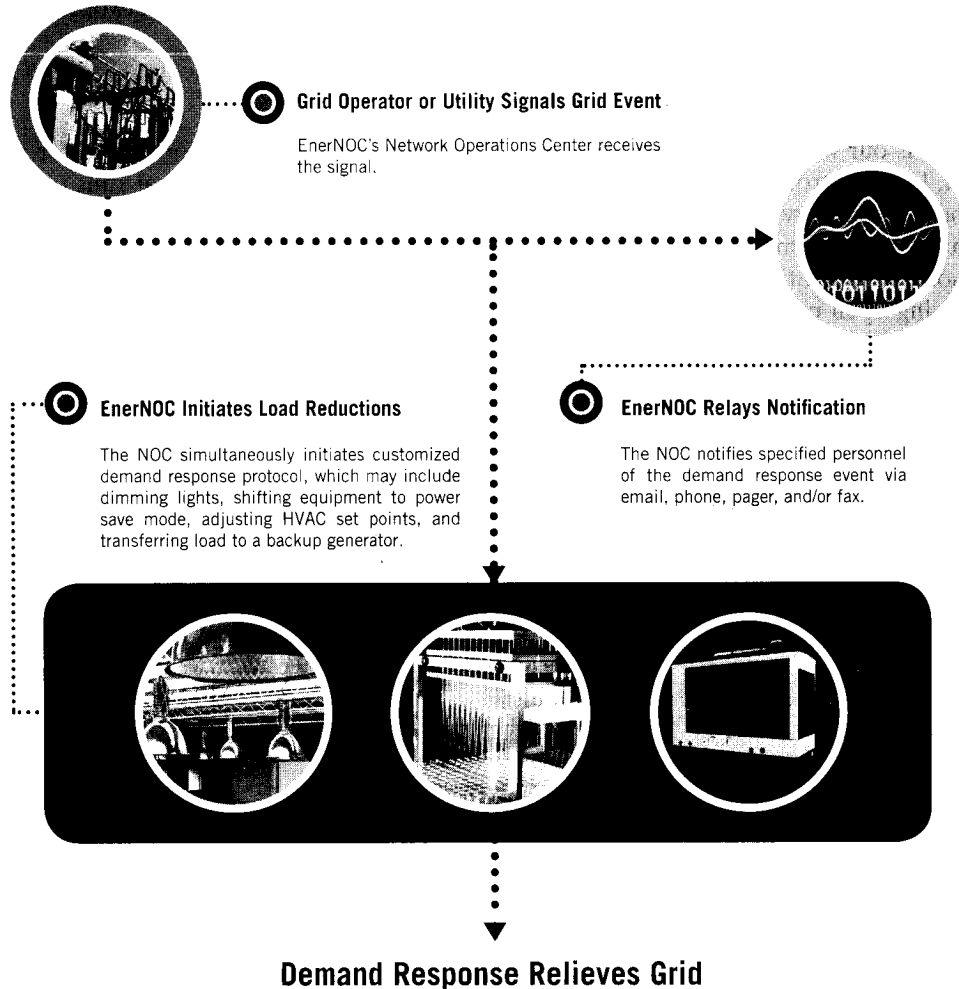 Grid Operator or Utility Signals Grid Event
EnerNOC's Network Operations Center receives
the signal.
EnerNOC Initiates Load Reductions
The NOC simultaneously initiates customized
demand response protocol, which may include
dimming lights, shifting equipment to power
save mode, adjusting HVAC set points, and
transferring load to a backup generator.
EnerNOC Relays Notification
The NOC notifies specified personnel
of the demand response event via
email, phone, pager, and/or fax.
Demand Response Relieves Grid